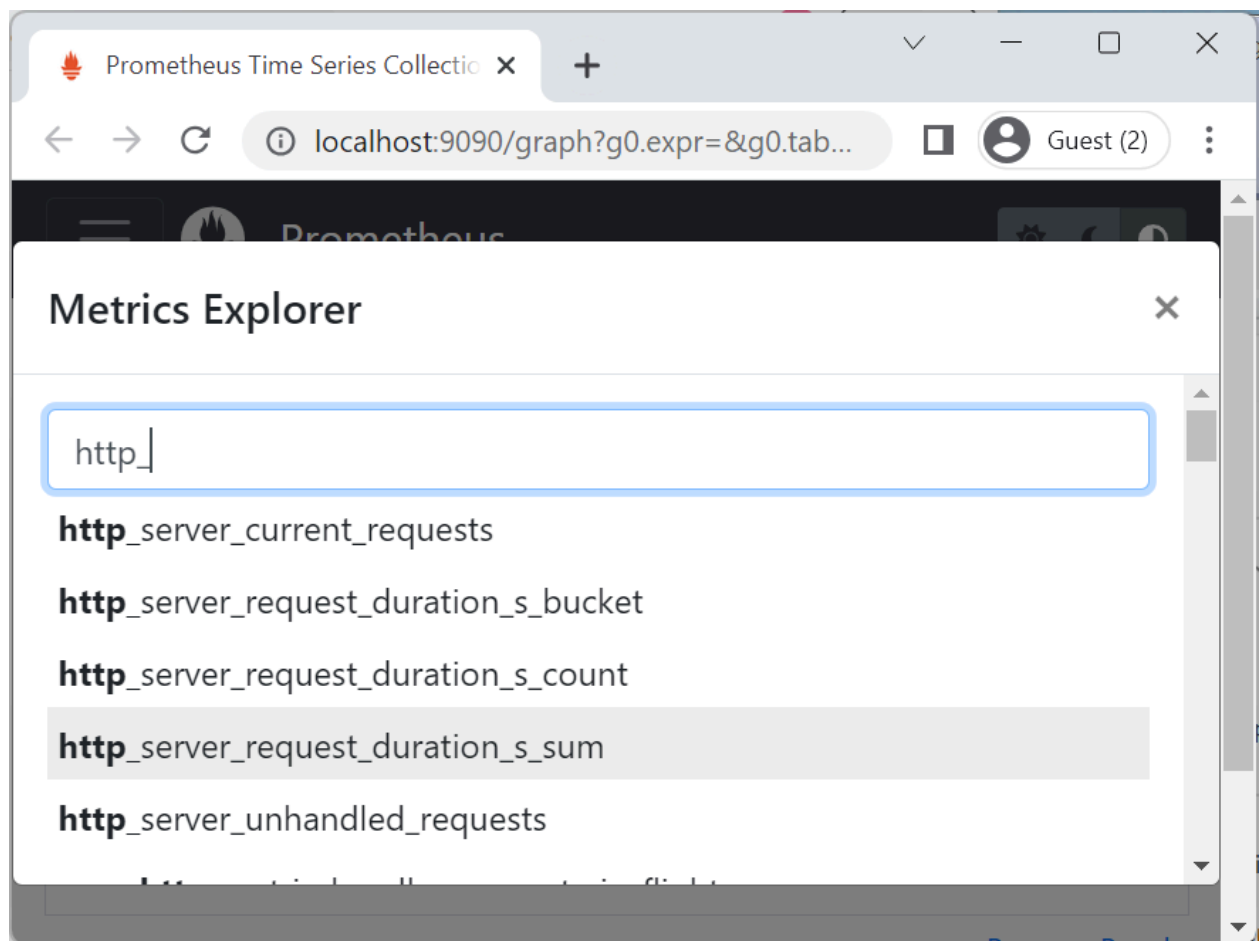 Prometheus Time Series Collectio
localhost:9090/graph?g0.expr=&g0.tab...
Guest (2)
Prometheus
Metrics Explorer
http_
http_server_current_requests
http_server_request_duration_s_bucket
http_server_request_duration_s_count
http_server_request_duration_s_sum
http_server_unhandled_requests